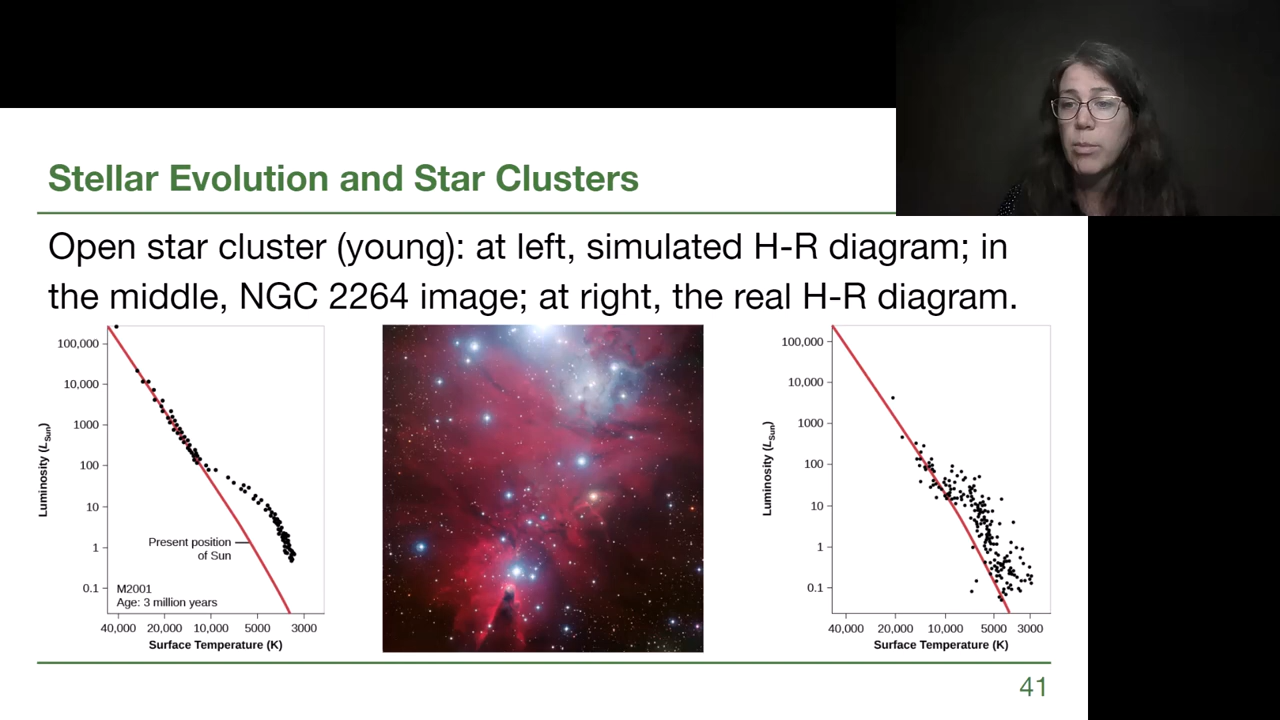 Stellar Evolution and Star Clusters
Open star cluster (young): at left, simulated H-R diagram; in
the middle, NGC 2264 image; at right, the real H-R diagram.
100,000
10,000
1000
100
10
1
0.1
Luminosity (LSun)
Present position
of Sun
M2001
Age: 3 million years
40,000 20,000 10,000 5000 3000
Surface Temperature (K)
100,000
10,000
1000
100
10
1
0.1
Luminosity (LSun)
40,000 20,000 10,000 5000 3000
Surface Temperature (K)
41